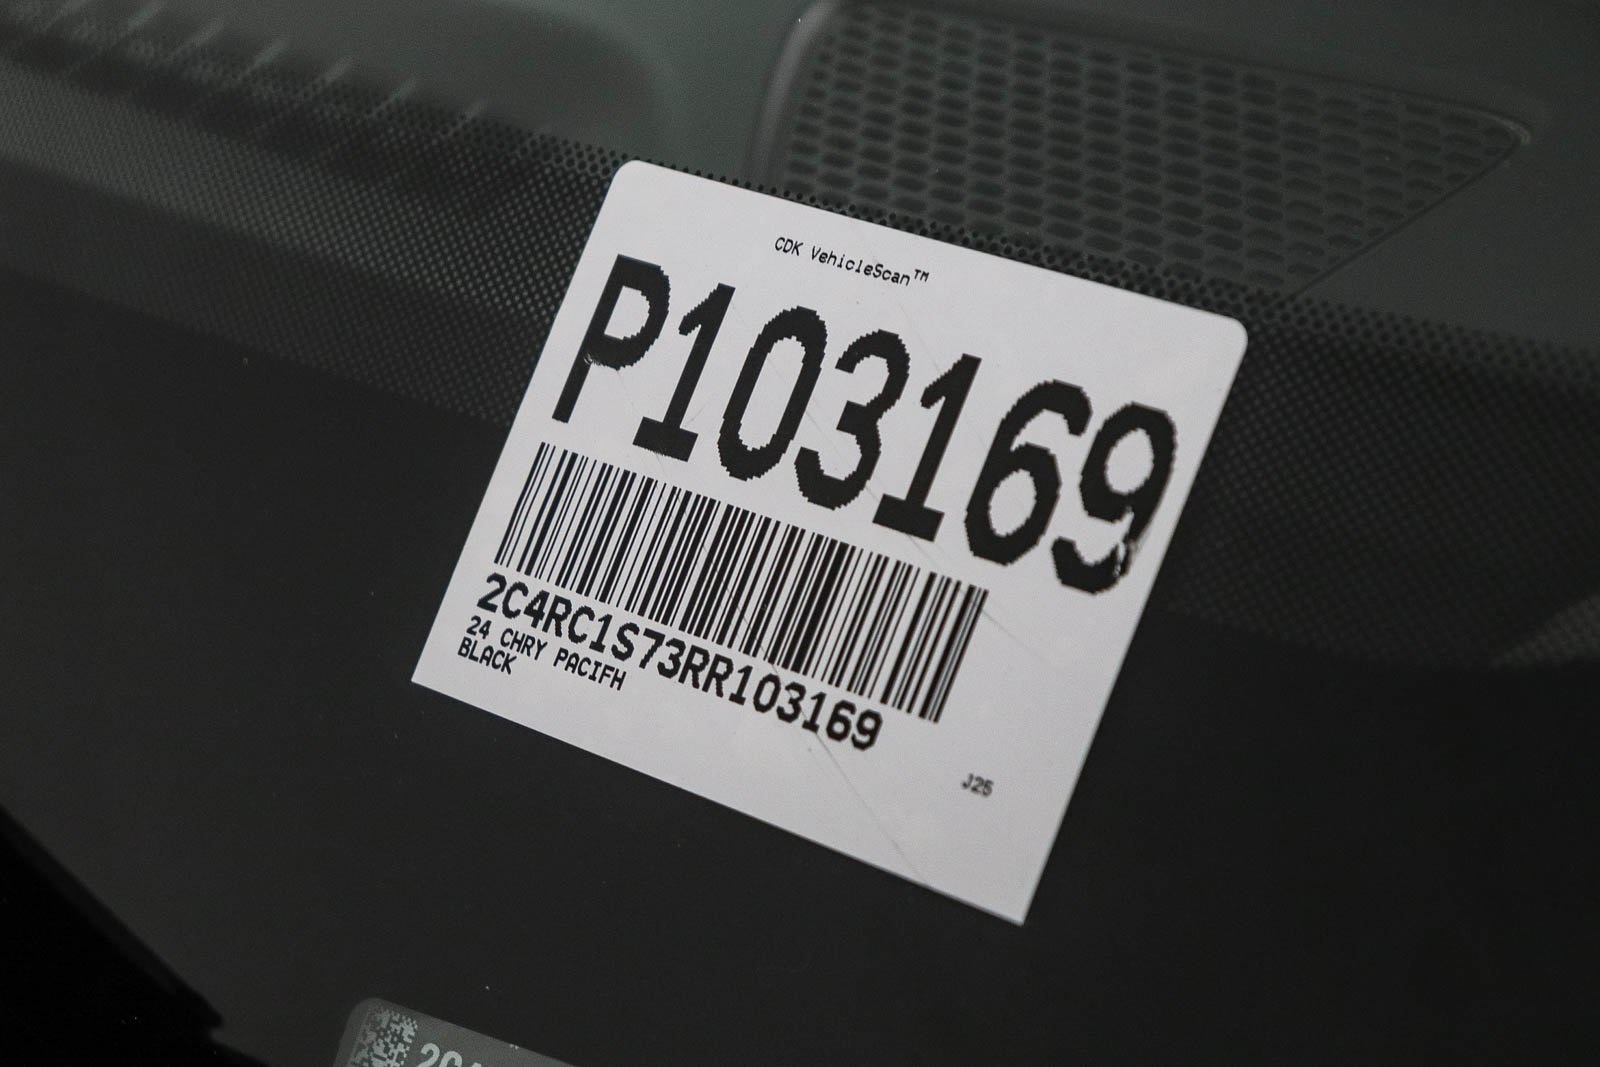 CDK VehicleScan™
P103169
2C4RC1S73RR103169
24 CHRY PACIFH
BLACK
J25